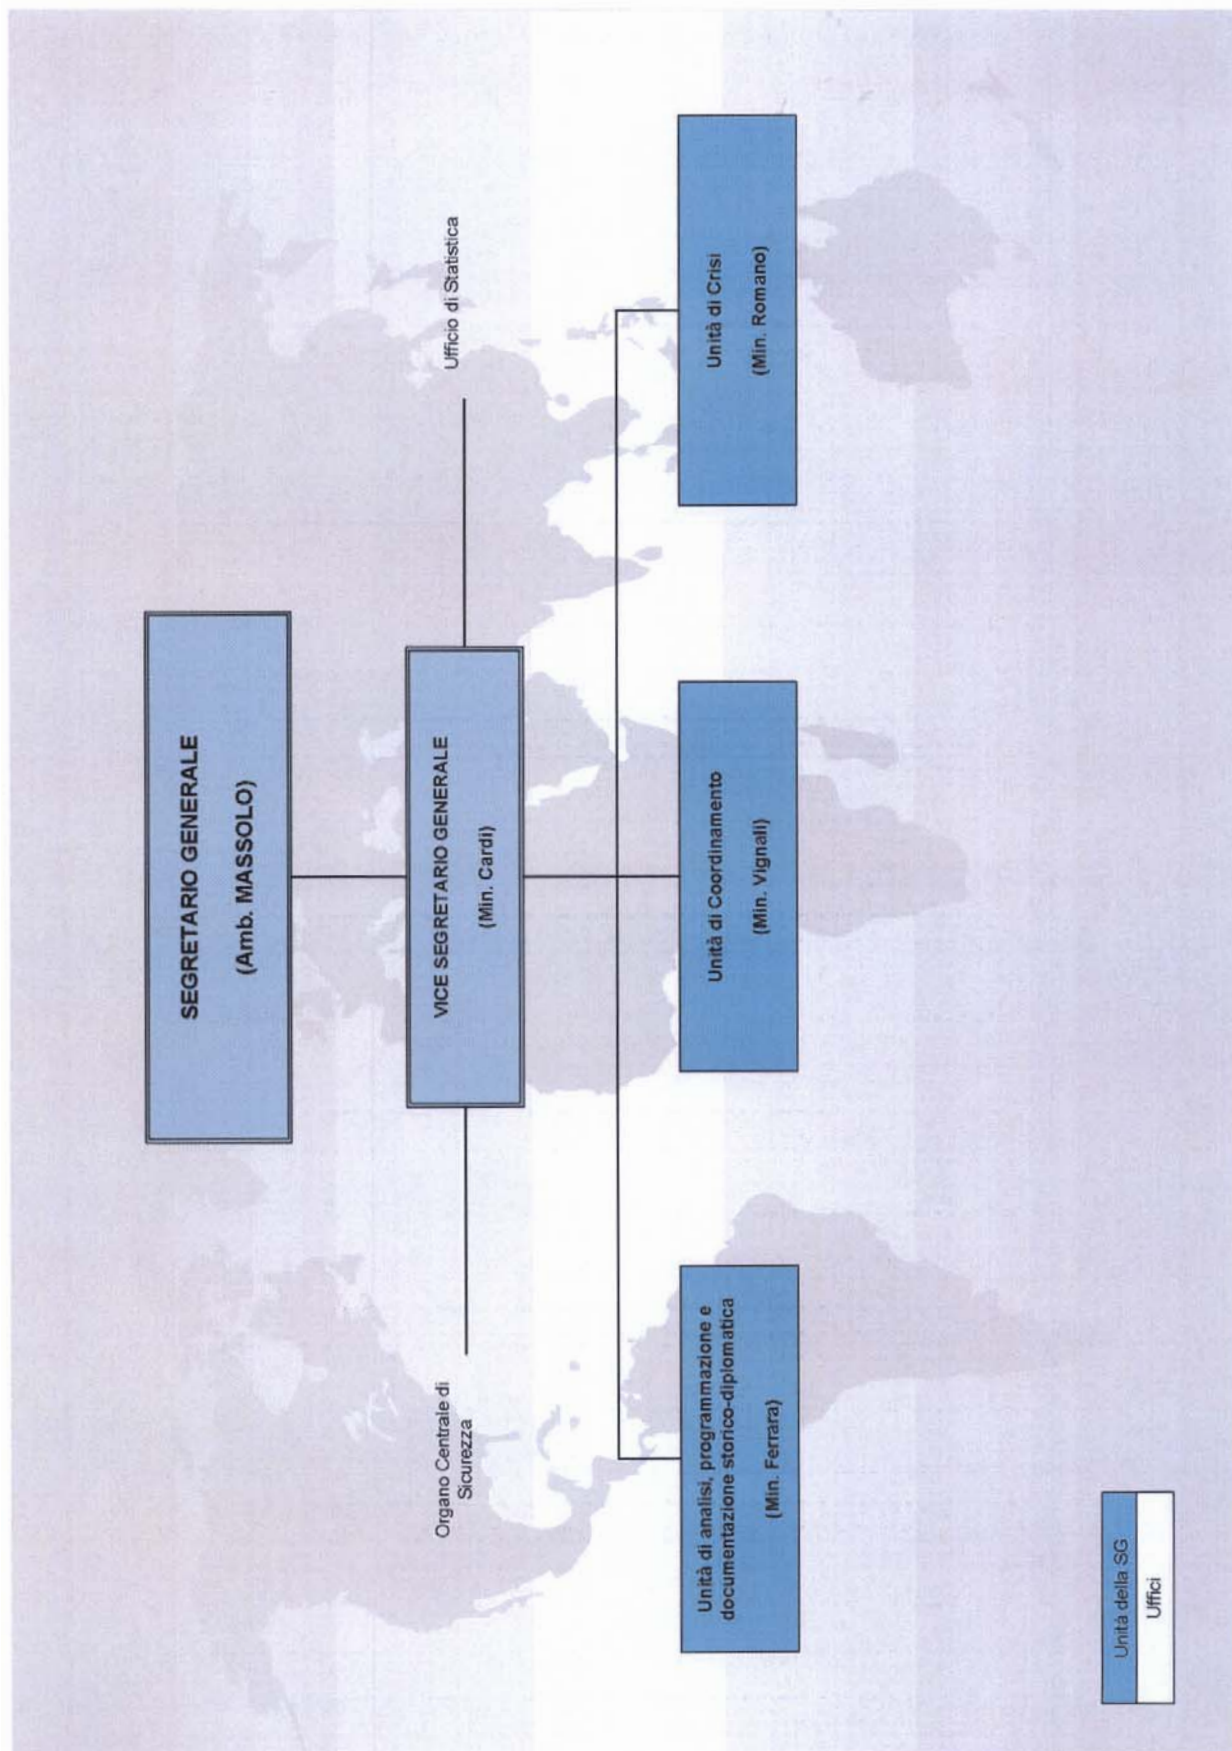 SEGRETARIO GENERALE
(Amb. MASSOLO)
VICE SEGRETARIO GENERALE
(Min. Cardi)
Organo Centrale di
Sicurezza
Ufficio di Statistica
Unità di analisi, programmazione e
documentazione storico-diplomatica
(Min. Ferrara)
Unità di Coordinamento
(Min. Vignali)
Unità di Crisi
(Min. Romano)
Unità della SG
Uffici